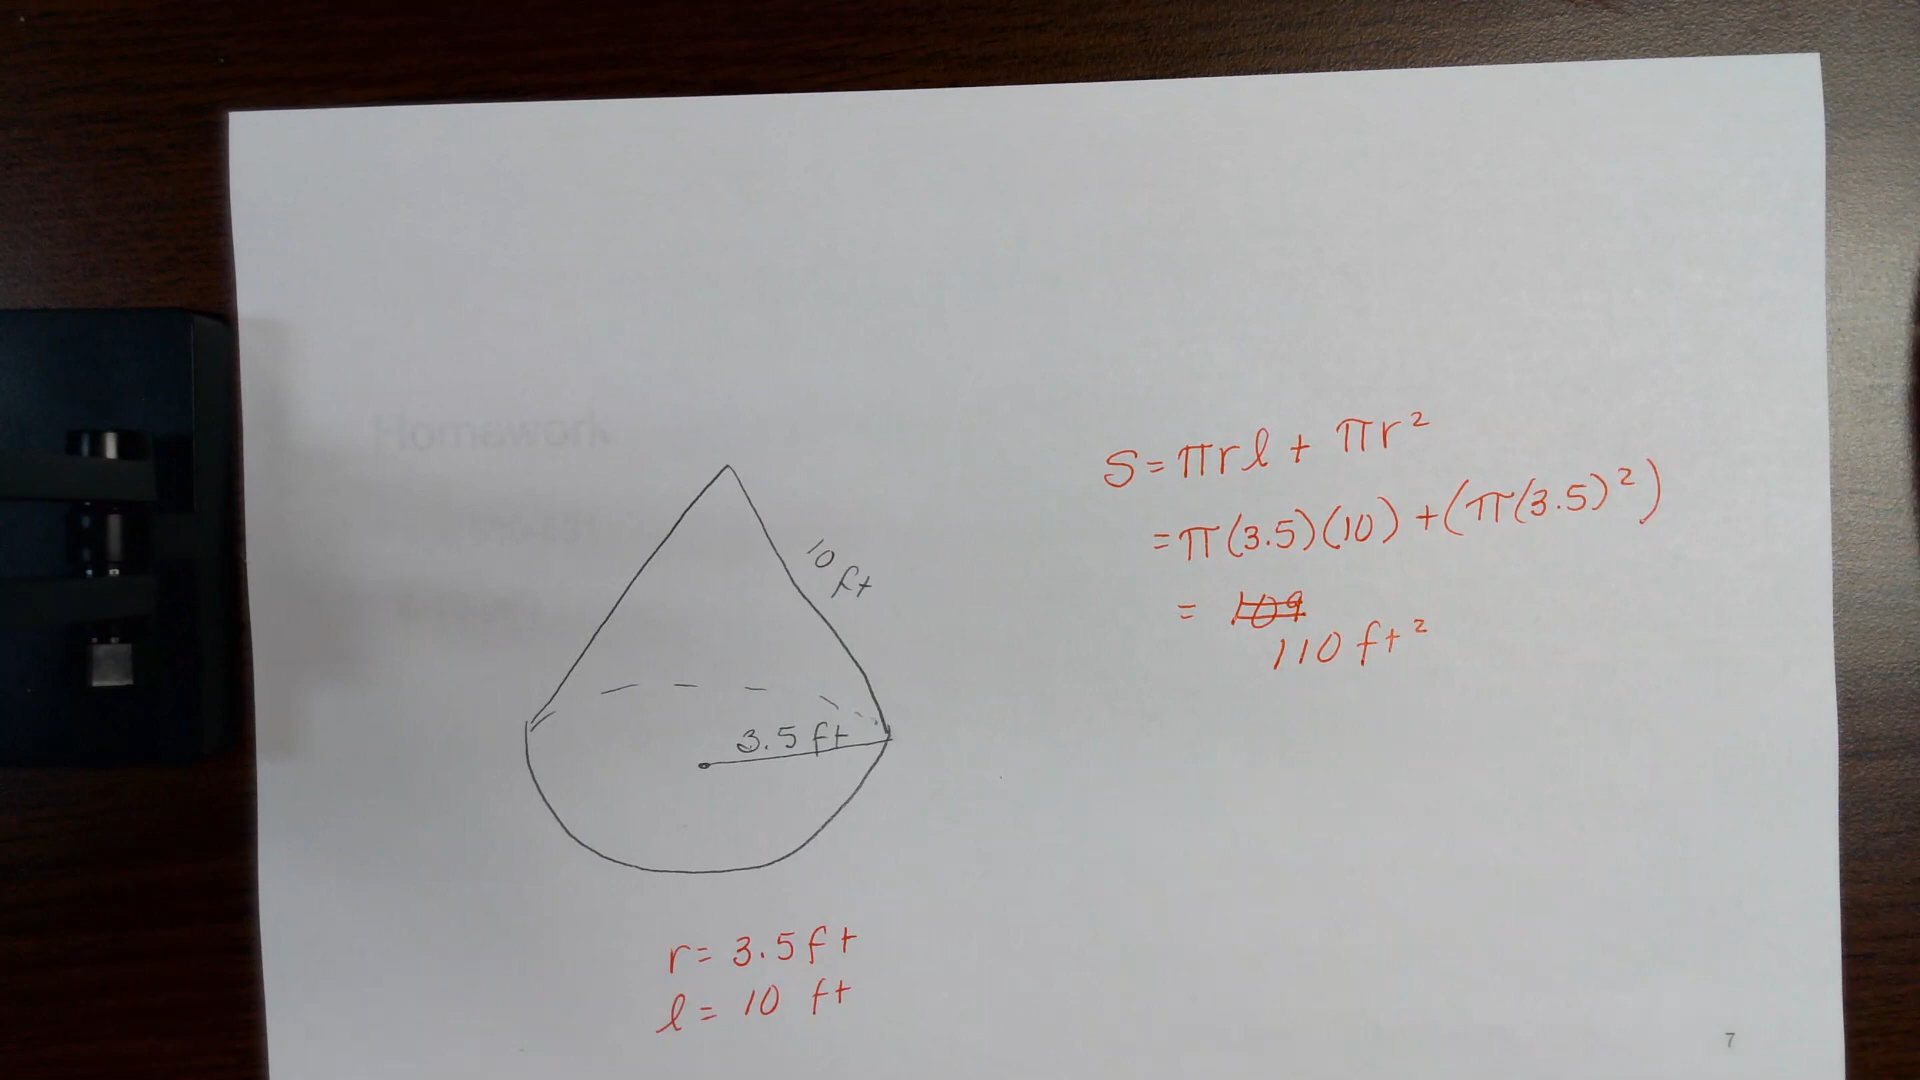 Homework
10 ft
3.5 ft
r = 3.5 ft
l = 10 ft
S = πrl + πr²
= π(3.5)(10) + (π(3.5)²)
= 109
110 ft²
7